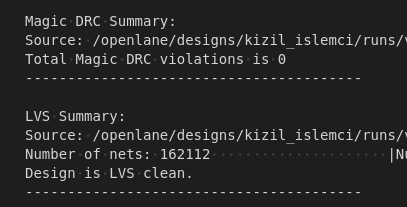 Magic DRC Summary:
Source: /openlane/designs/kizil_islemci/runs/
Total Magic DRC violations is 0
----------------------------------------
LVS Summary:
Source: /openlane/designs/kizil_islemci/runs/
Number of nets: 162112 |Nu
Design is LVS clean.
----------------------------------------